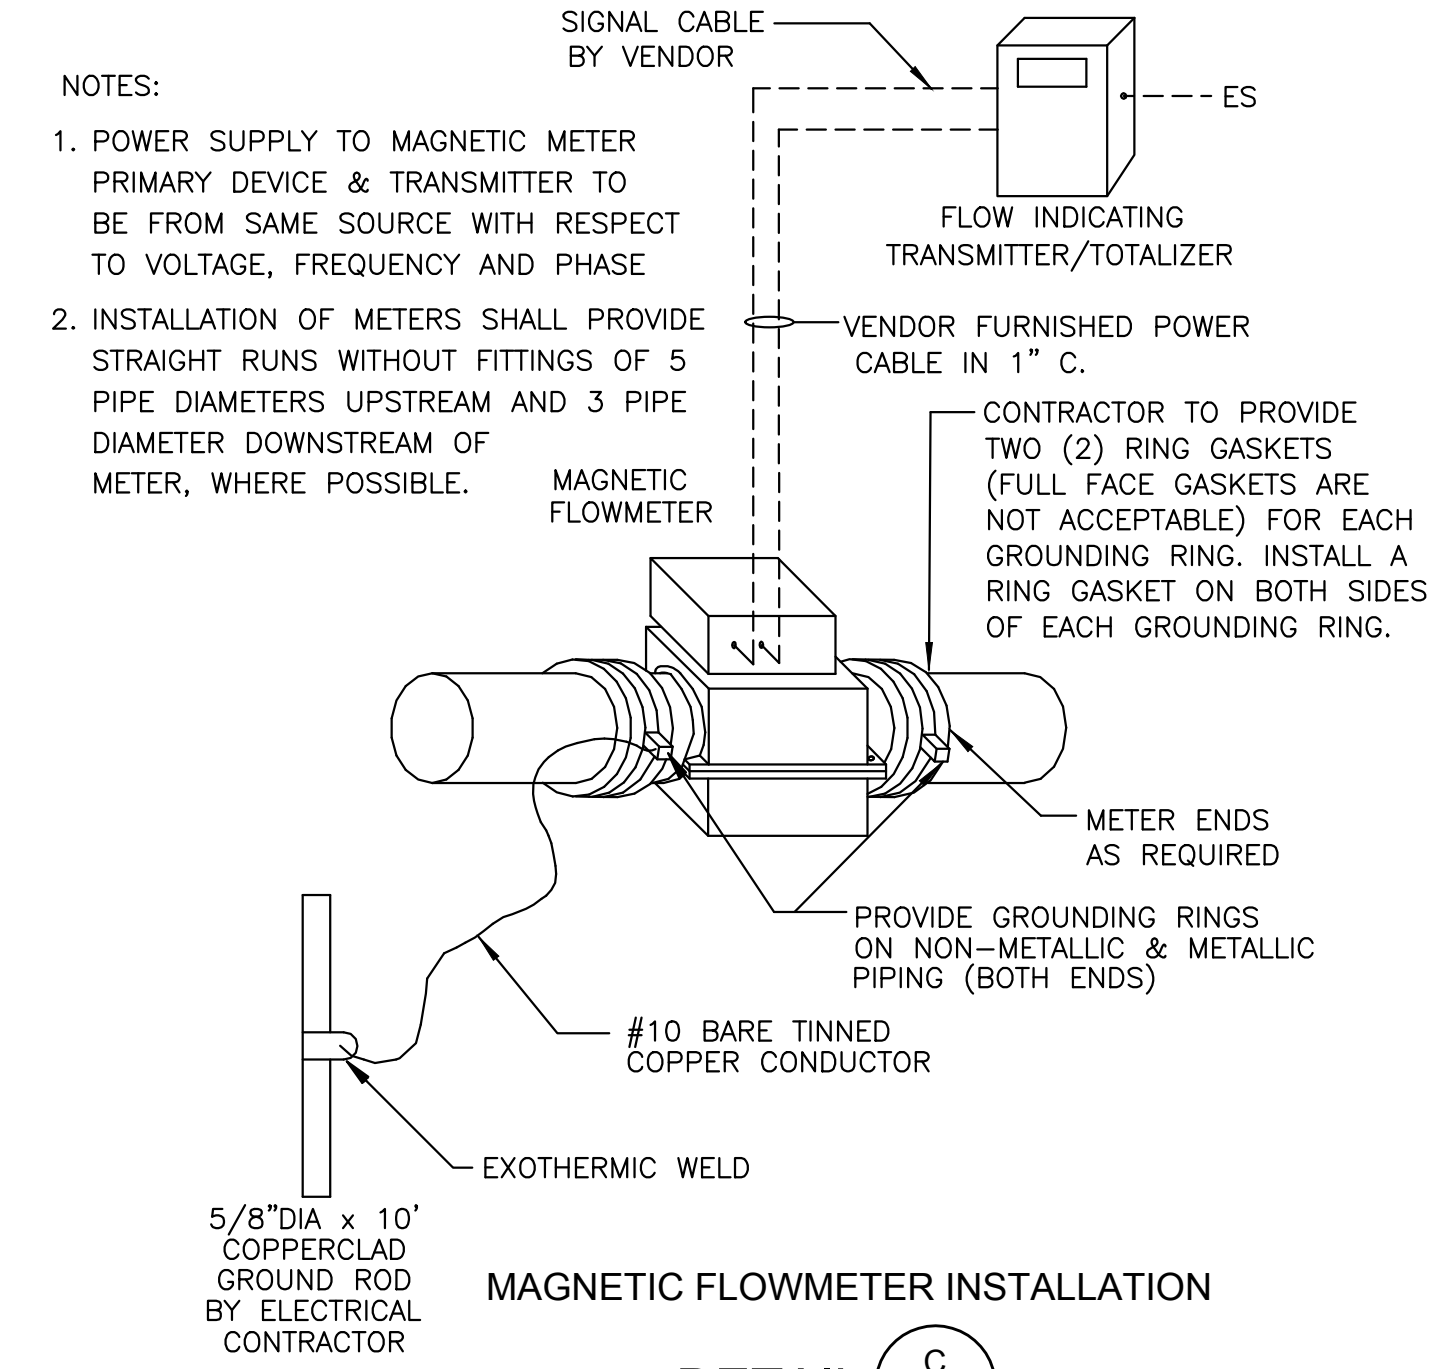 SIGNAL CABLE
BY VENDOR
NOTES:
1. POWER SUPPLY TO MAGNETIC METER
PRIMARY DEVICE & TRANSMITTER TO
BE FROM SAME SOURCE WITH RESPECT
TO VOLTAGE, FREQUENCY AND PHASE
2. INSTALLATION OF METERS SHALL PROVIDE
STRAIGHT RUNS WITHOUT FITTINGS OF 5
PIPE DIAMETERS UPSTREAM AND 3 PIPE
DIAMETER DOWNSTREAM OF
METER, WHERE POSSIBLE.
ES
FLOW INDICATING
TRANSMITTER/TOTALIZER
VENDOR FURNISHED POWER
CABLE IN 1" C.
CONTRACTOR TO PROVIDE
TWO (2) RING GASKETS
(FULL FACE GASKETS ARE
NOT ACCEPTABLE) FOR EACH
GROUNDING RING. INSTALL A
RING GASKET ON BOTH SIDES
OF EACH GROUNDING RING.
MAGNETIC
FLOWMETER
METER ENDS
AS REQUIRED
PROVIDE GROUNDING RINGS
ON NON-METALLIC & METALLIC
PIPING (BOTH ENDS)
#10 BARE TINNED
COPPER CONDUCTOR
EXOTHERMIC WELD
5/8"DIA x 10'
COPPERCLAD
GROUND ROD
BY ELECTRICAL
CONTRACTOR
MAGNETIC FLOWMETER INSTALLATION
C